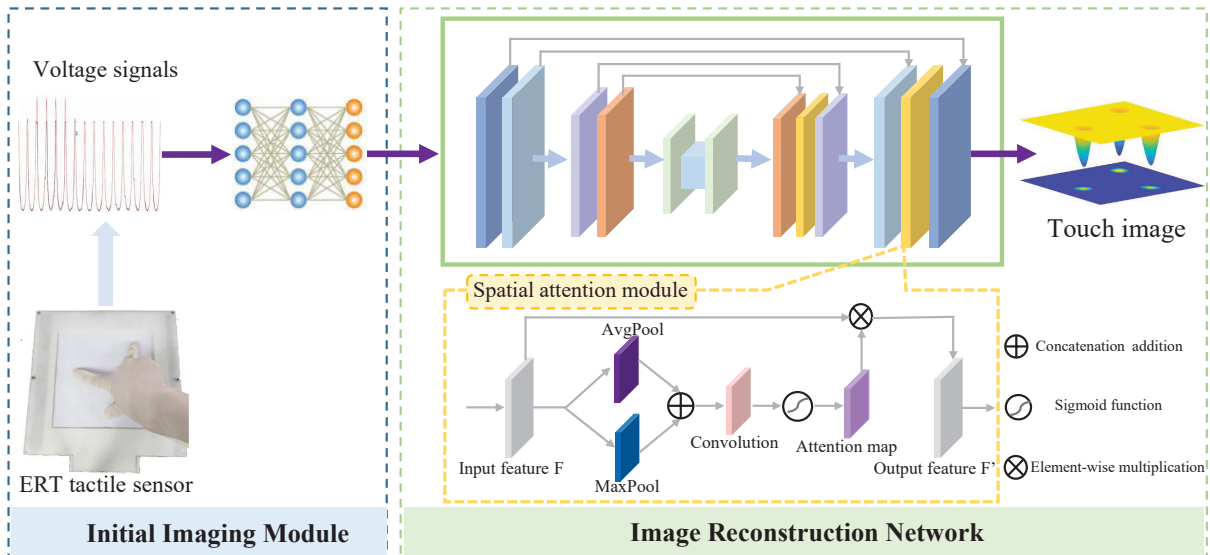 Voltage signals
ERT tactile sensor
Initial Imaging Module
Touch image
Spatial attention module
AvgPool
MaxPool
Input feature F
Convolution
Attention map
Output feature F'
Concatenation addition
Sigmoid function
Element-wise multiplication
Image Reconstruction Network